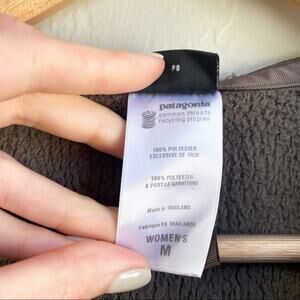 PB
patagonia
common threads
recycling program
100% POLYESTER
EXCLUSIVE OF TRIM
100% POLYESTER
A PART LA GARNITURE
Made in THAILAND
Fabriqué EN THAILANDE
WOMEN'S
M